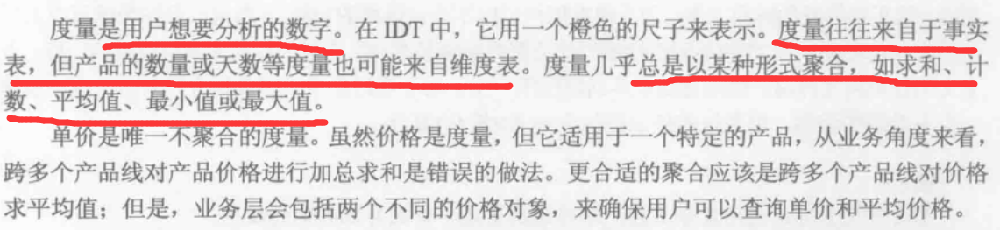 度量是用户想要分析的数字。在 IDT 中，它用一个橙色的尺子来表示。度量往往来自于事实
表，但产品的数量或天数等度量也可能来自维度表。度量几乎总是以某种形式聚合，如求和、计
数、平均值、最小值或最大值。
单价是唯一不聚合的度量。虽然价格是度量，但它适用于一个特定的产品，从业务角度来看，
跨多个产品线对产品价格进行加总求和是错误的做法。更合适的聚合应该是跨多个产品线对价格
求平均值；但是，业务层会包括两个不同的价格对象，来确保用户可以查询单价和平均价格。